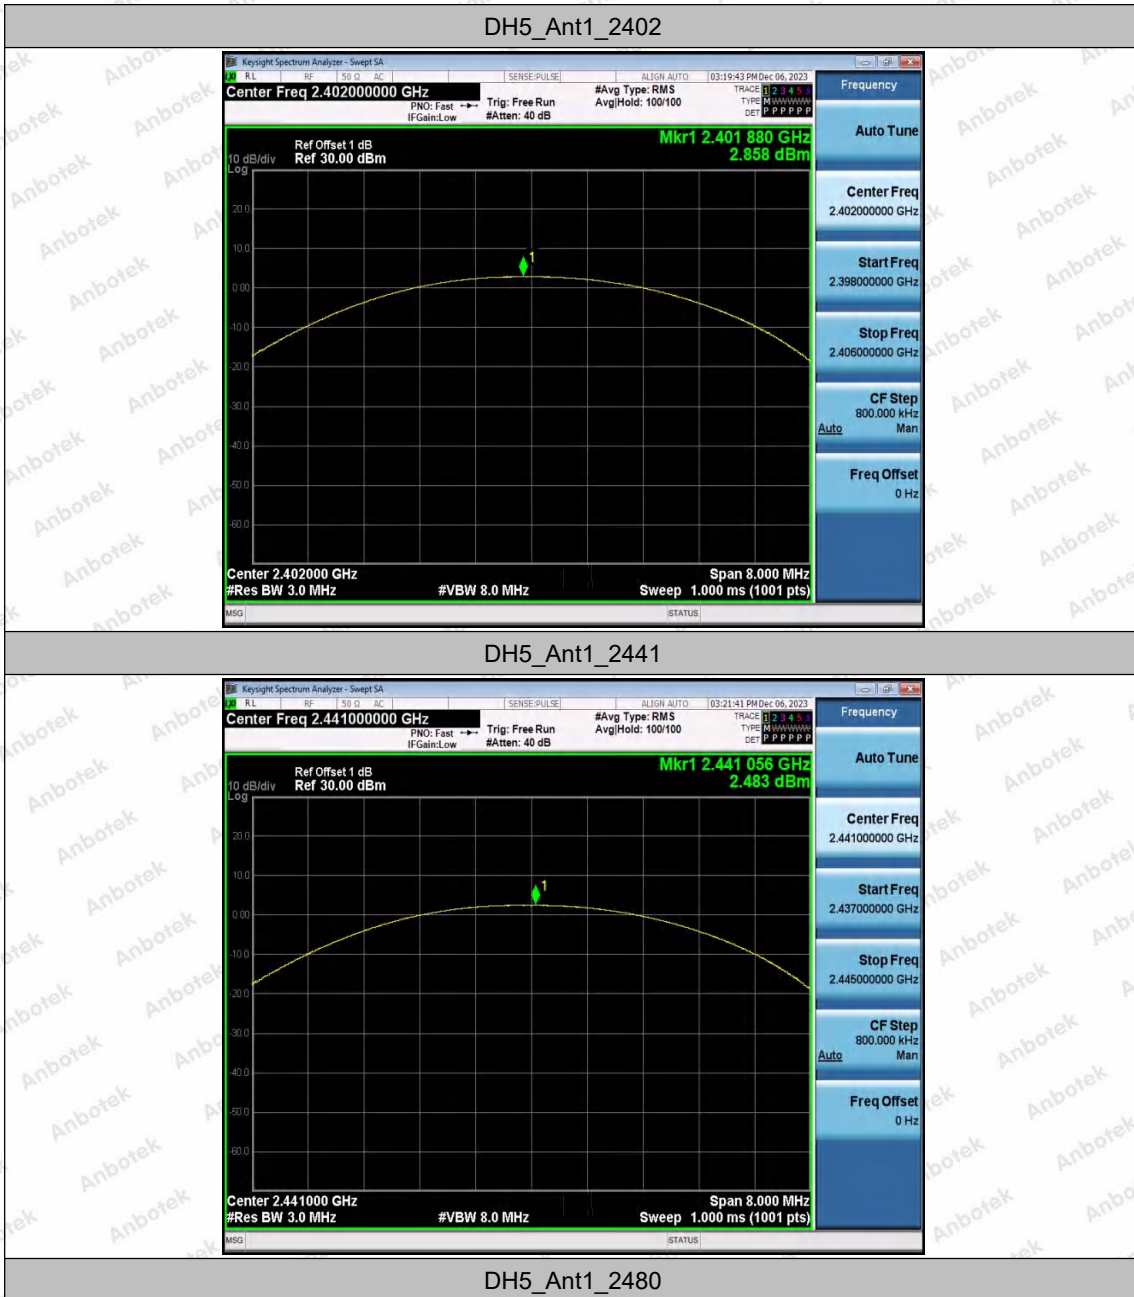 DH5_Ant1_2402
Keysight Spectrum Analyzer - Swept SA
RL RF 50 Ω AC SENSE:PULSE ALIGN AUTO 03:19:43 PM Dec 06, 2023
Center Freq 2.402000000 GHz
PNO: Fast
IFGain:Low
Trig: Free Run
#Atten: 40 dB
#Avg Type: RMS
Avg|Hold: 100/100
TRACE 1 2 3 4 5 6
TYPE M WWWWW
DET P P P P P P
Mkr1 2.401 880 GHz
2.858 dBm
Ref Offset 1 dB
10 dB/div Ref 30.00 dBm
Log
20.0
10.0
1
0.00
-10.0
-20.0
-30.0
-40.0
-50.0
-60.0
Center 2.402000 GHz Span 8.000 MHz
#Res BW 3.0 MHz #VBW 8.0 MHz Sweep 1.000 ms (1001 pts)
MSG STATUS
Frequency
Auto Tune
Center Freq
2.402000000 GHz
Start Freq
2.398000000 GHz
Stop Freq
2.406000000 GHz
CF Step
800.000 kHz
Auto Man
Freq Offset
0 Hz
DH5_Ant1_2441
Keysight Spectrum Analyzer - Swept SA
RL RF 50 Ω AC SENSE:PULSE ALIGN AUTO 03:21:41 PM Dec 06, 2023
Center Freq 2.441000000 GHz
PNO: Fast
IFGain:Low
Trig: Free Run
#Atten: 40 dB
#Avg Type: RMS
Avg|Hold: 100/100
TRACE 1 2 3 4 5 6
TYPE M WWWWW
DET P P P P P P
Mkr1 2.441 056 GHz
2.483 dBm
Ref Offset 1 dB
10 dB/div Ref 30.00 dBm
Log
20.0
10.0
1
0.00
-10.0
-20.0
-30.0
-40.0
-50.0
-60.0
Center 2.441000 GHz Span 8.000 MHz
#Res BW 3.0 MHz #VBW 8.0 MHz Sweep 1.000 ms (1001 pts)
MSG STATUS
Frequency
Auto Tune
Center Freq
2.441000000 GHz
Start Freq
2.437000000 GHz
Stop Freq
2.445000000 GHz
CF Step
800.000 kHz
Auto Man
Freq Offset
0 Hz
DH5_Ant1_2480
Anbotek